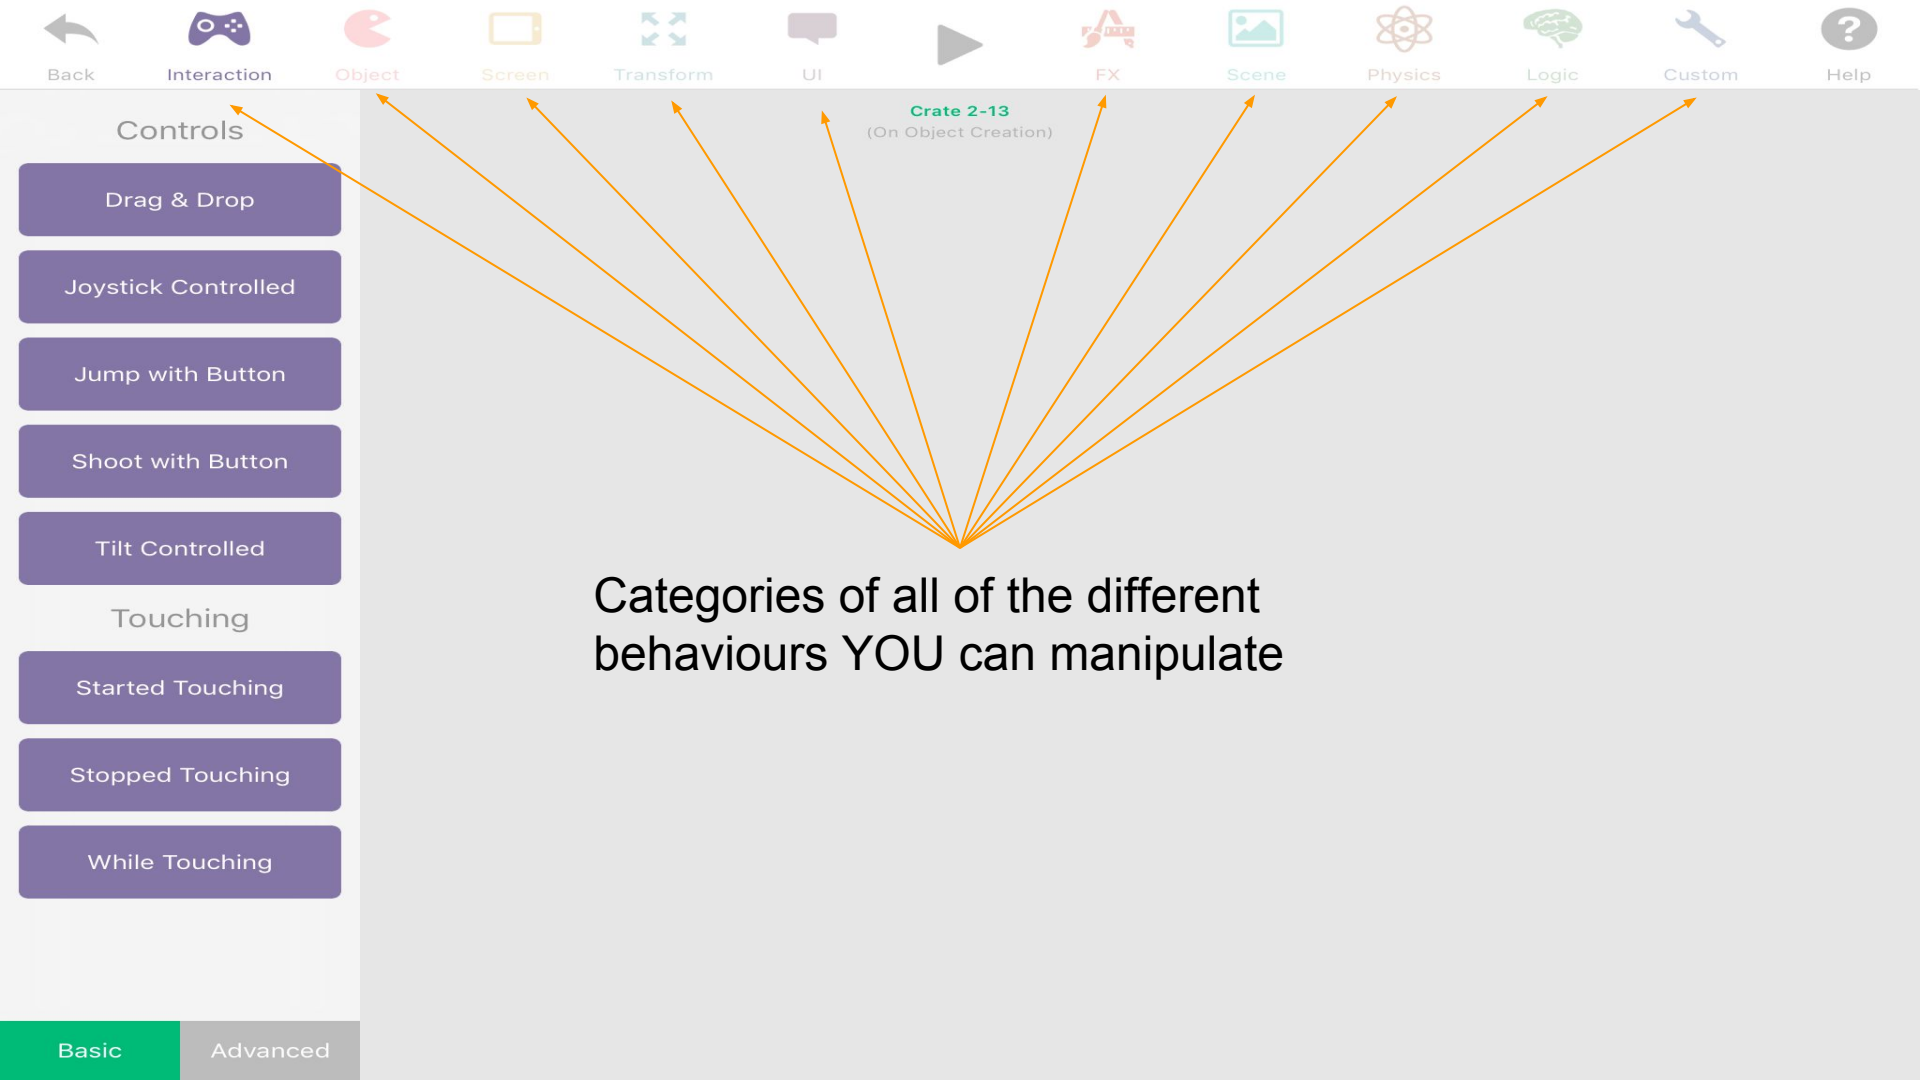 Back Interaction Object Screen Transform UI FX Scene Physics Logic Custom Help
Crate 2-13
(On Object Creation)
Controls
Drag & Drop
Joystick Controlled
Jump with Button
Shoot with Button
Tilt Controlled
Touching
Started Touching
Stopped Touching
While Touching
Basic Advanced
Categories of all of the different
behaviours YOU can manipulate